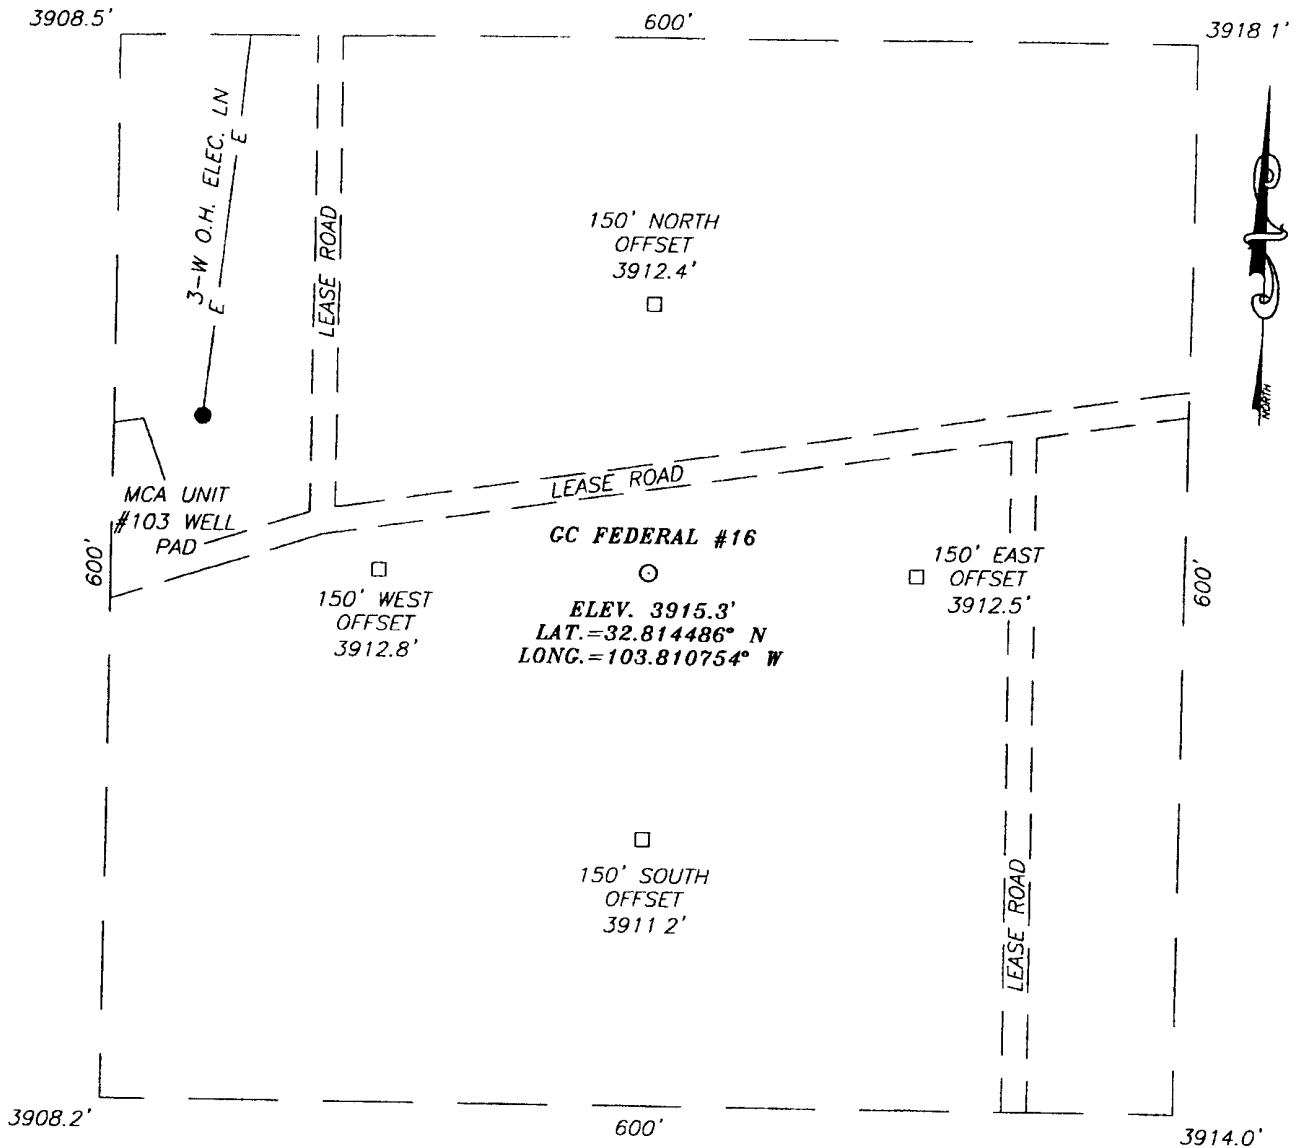 3908.5'
600'
3918 1'
3-W O.H. ELEC. LN
E
E
LEASE ROAD
150' NORTH
OFFSET
3912.4'
NORTH
MCA UNIT
#103 WELL
PAD
LEASE ROAD
600'
GC FEDERAL #16
ELEV. 3915.3'
LAT.=32.814486° N
LONG.=103.810754° W
150' WEST
OFFSET
3912.8'
150' EAST
OFFSET
3912.5'
600'
150' SOUTH
OFFSET
3911 2'
LEASE ROAD
3908.2'
600'
3914.0'